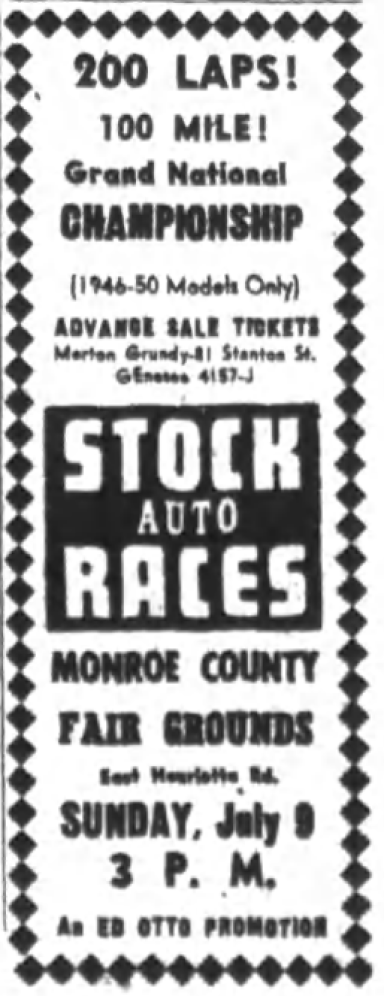 200 LAPS!
100 MILE!
Grand National
CHAMPIONSHIP
(1946-50 Models Only)
ADVANCE SALE TICKETS
Merton Grundy-81 Stanton St.
GEnesee 4157-J
STOCK
AUTO
RACES
MONROE COUNTY
FAIR GROUNDS
East Henrietta Rd.
SUNDAY, July 9
3 P. M.
An ED OTTO PROMOTION